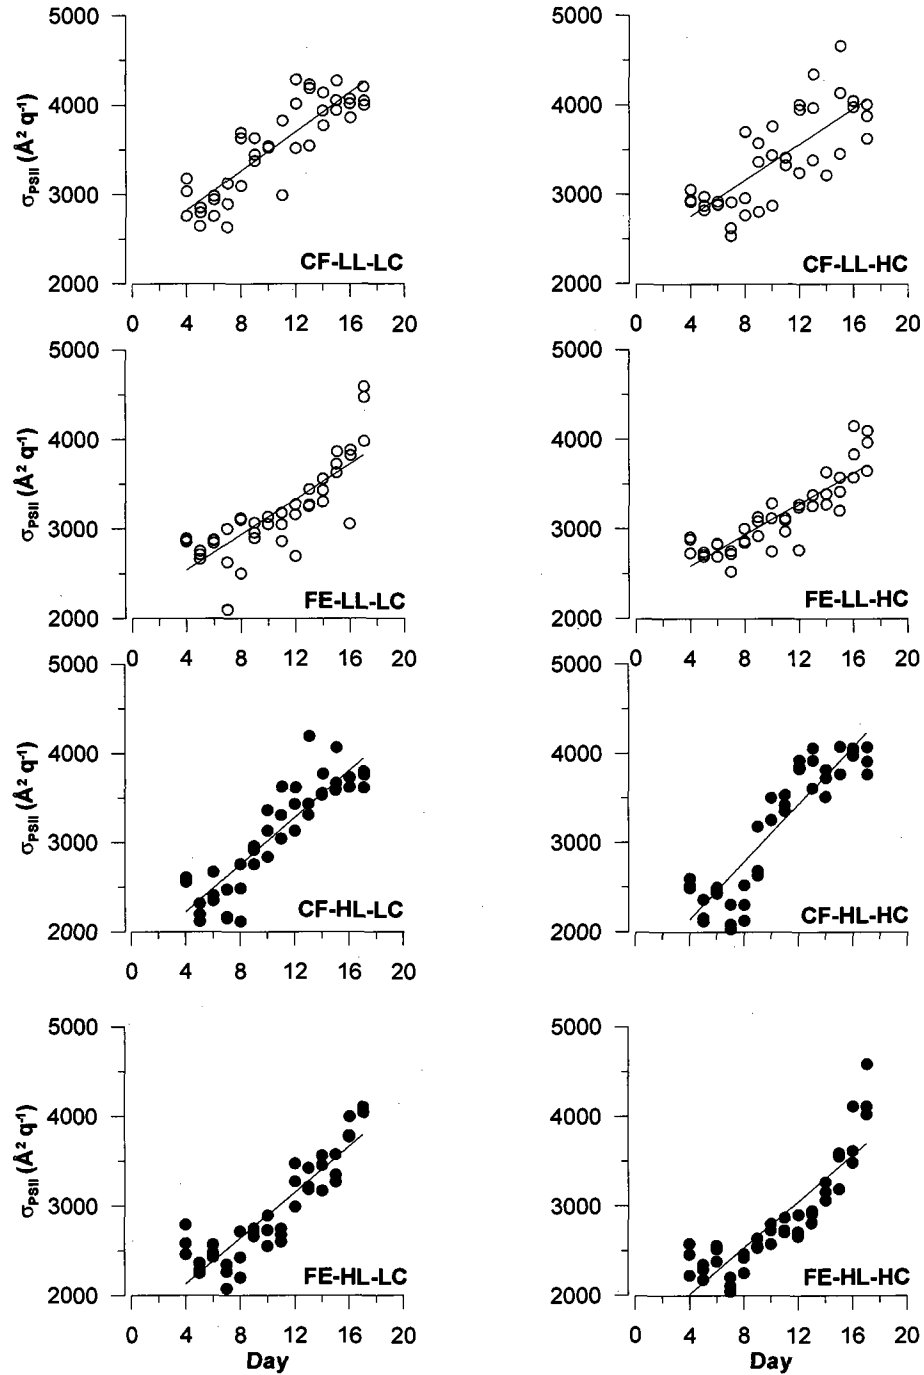 5000 5000
4000 4000
3000 3000
2000 2000
σPSII (Å² q⁻¹)
CF-LL-LC CF-LL-HC
0 4 8 12 16 20 0 4 8 12 16 20
5000 5000
4000 4000
3000 3000
2000 2000
σPSII (Å² q⁻¹)
FE-LL-LC FE-LL-HC
0 4 8 12 16 20 0 4 8 12 16 20
5000 5000
4000 4000
3000 3000
2000 2000
σPSII (Å² q⁻¹)
CF-HL-LC CF-HL-HC
0 4 8 12 16 20 0 4 8 12 16 20
5000 5000
4000 4000
3000 3000
2000 2000
σPSII (Å² q⁻¹)
FE-HL-LC FE-HL-HC
0 4 8 12 16 20 0 4 8 12 16 20
Day Day